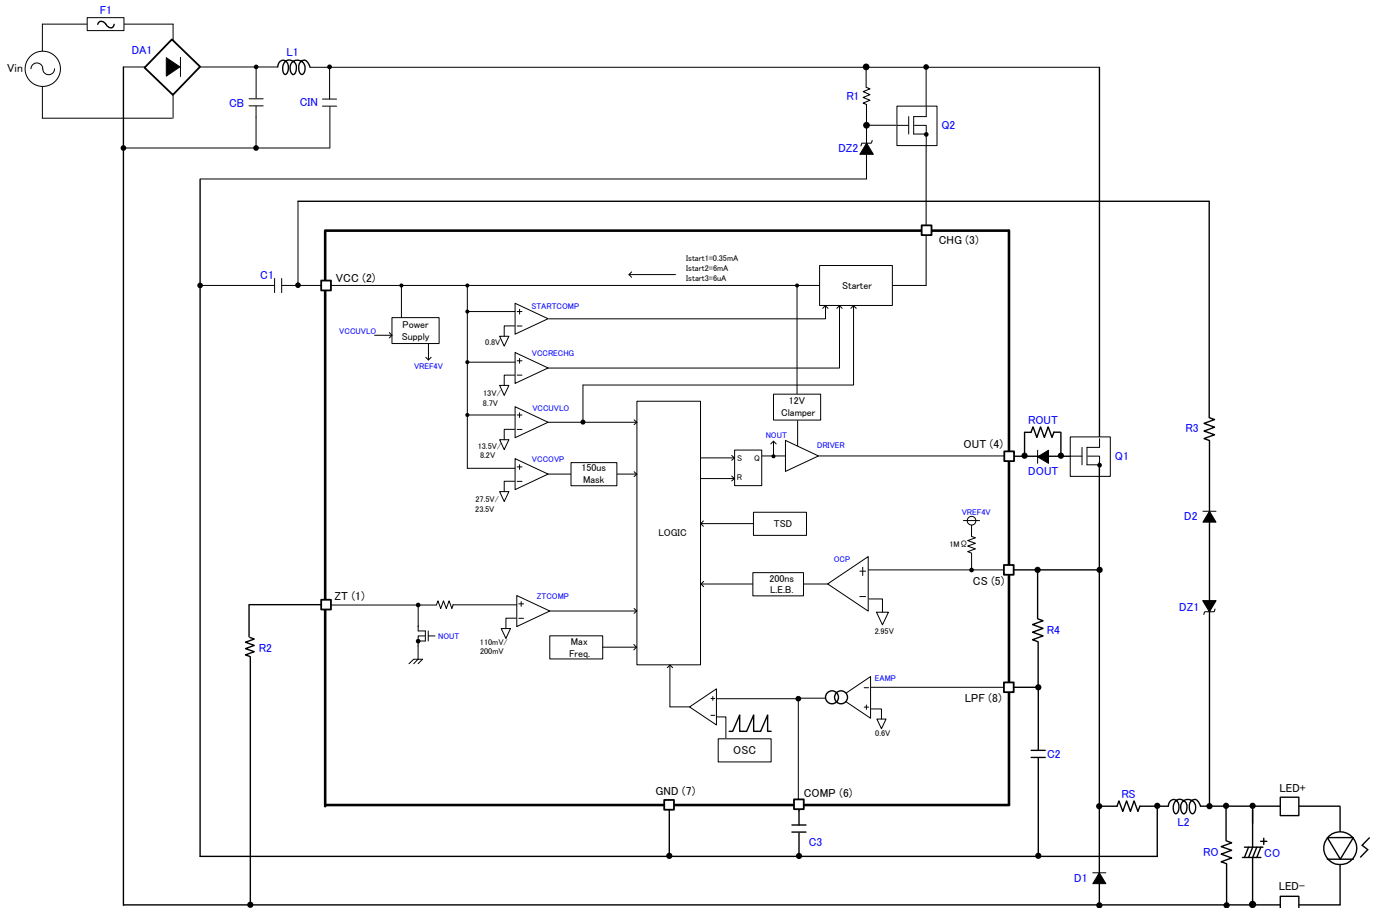 F1
Vin
DA1
L1
CB
CIN
R1
Q2
DZ2
CHG (3)
C1
VCC (2)
Istart1=0.35mA
Istart2=6mA
Istart3=6uA
Starter
STARTCOMP
0.8V
VCCUVLO
Power
Supply
VREF4V
VCCRECHG
13V/
8.7V
VCCUVLO
13.5V/
8.2V
VCCOVP
27.5V/
23.5V
150us
Mask
12V
Clamper
NOUT
DRIVER
S
Q
R
OUT (4)
ROUT
DOUT
Q1
R3
LOGIC
TSD
VREF4V
1MΩ
OCP
200ns
L.E.B.
2.95V
CS (5)
D2
DZ1
ZT (1)
R2
NOUT
ZTCOMP
110mV/
200mV
Max
Freq.
R4
EAMP
0.6V
LPF (8)
OSC
C2
GND (7)
COMP (6)
C3
RS
L2
LED+
RO
CO
D1
LED-